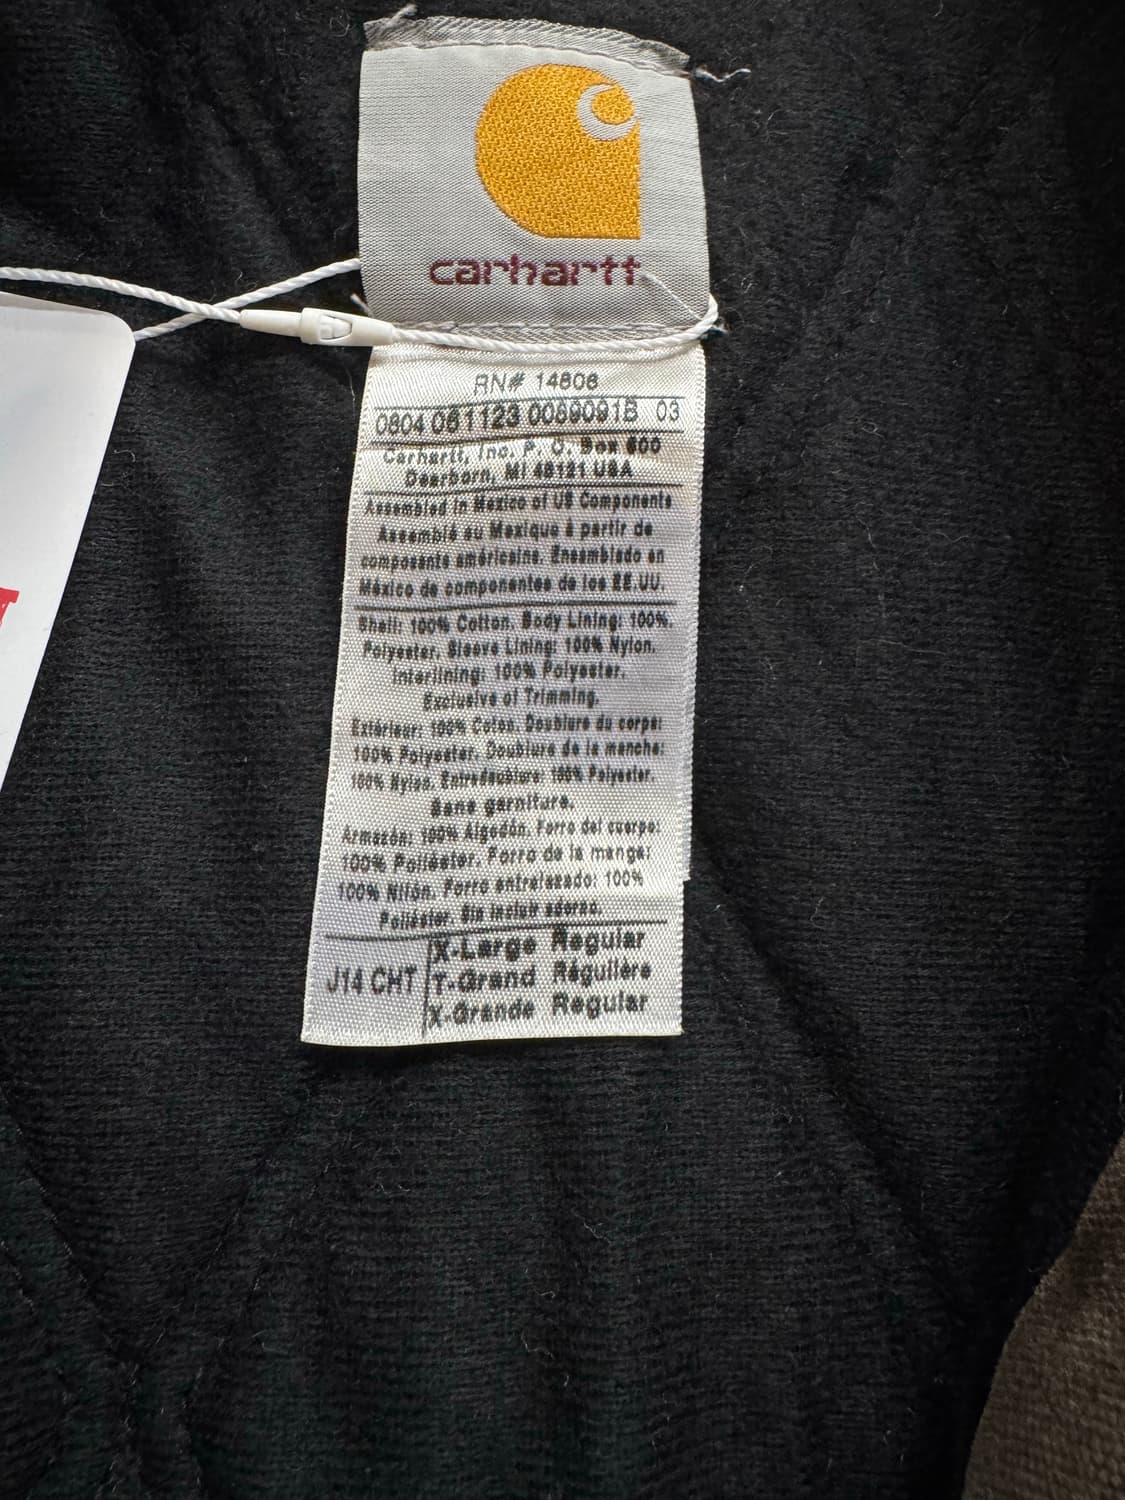 carhartt
RN# 14806
0804 061123 0089091B 03
Carhartt, Inc. P. O. Box 600
Dearborn, MI 48121 USA
Assembled in Mexico of US Components
Assemblé au Mexique à partir de
composants américains. Ensamblado en
México de componentes de los EE.UU.
Shell: 100% Cotton. Body Lining: 100%
Polyester. Sleeve Lining: 100% Nylon.
Interlining: 100% Polyester.
Exclusive of Trimming.
Extérieur: 100% Coton. Doublure du corps:
100% Polyester. Doublure de la manche:
100% Nylon. Entredoublure: 100% Polyester.
Sans garniture.
Armazón: 100% Algodón. Forro del cuerpo:
100% Poliéster. Forro de la manga:
100% Nilón. Forro entrelazado: 100%
Poliéster. Sin incluir adorno.
J14 CHT
X-Large Regular
T-Grand Régulière
X-Grande Regular